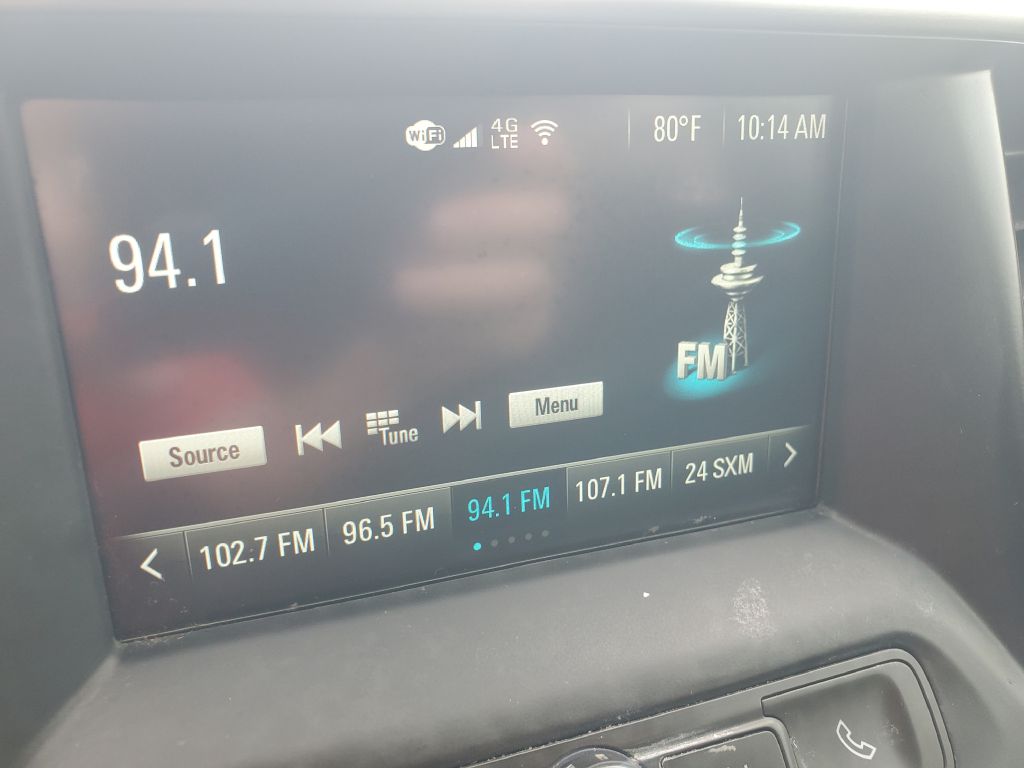 WiFi 4G LTE 80°F 10:14 AM
94.1
FM
Source Tune Menu
102.7 FM 96.5 FM 94.1 FM 107.1 FM 24 SXM